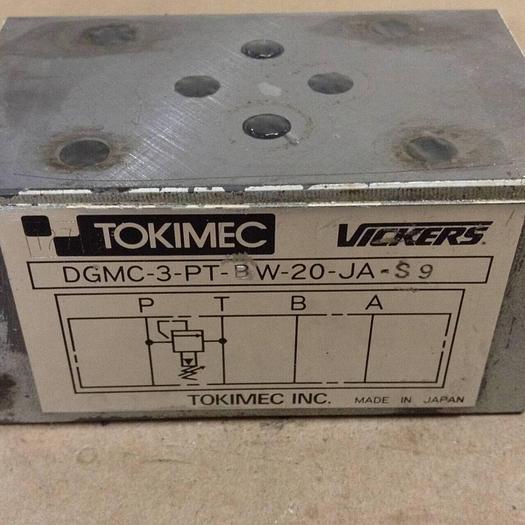 TOKIMEC VICKERS
DGMC-3-PT-BW-20-JA-S9
P T B A
TOKIMEC INC. MADE IN JAPAN